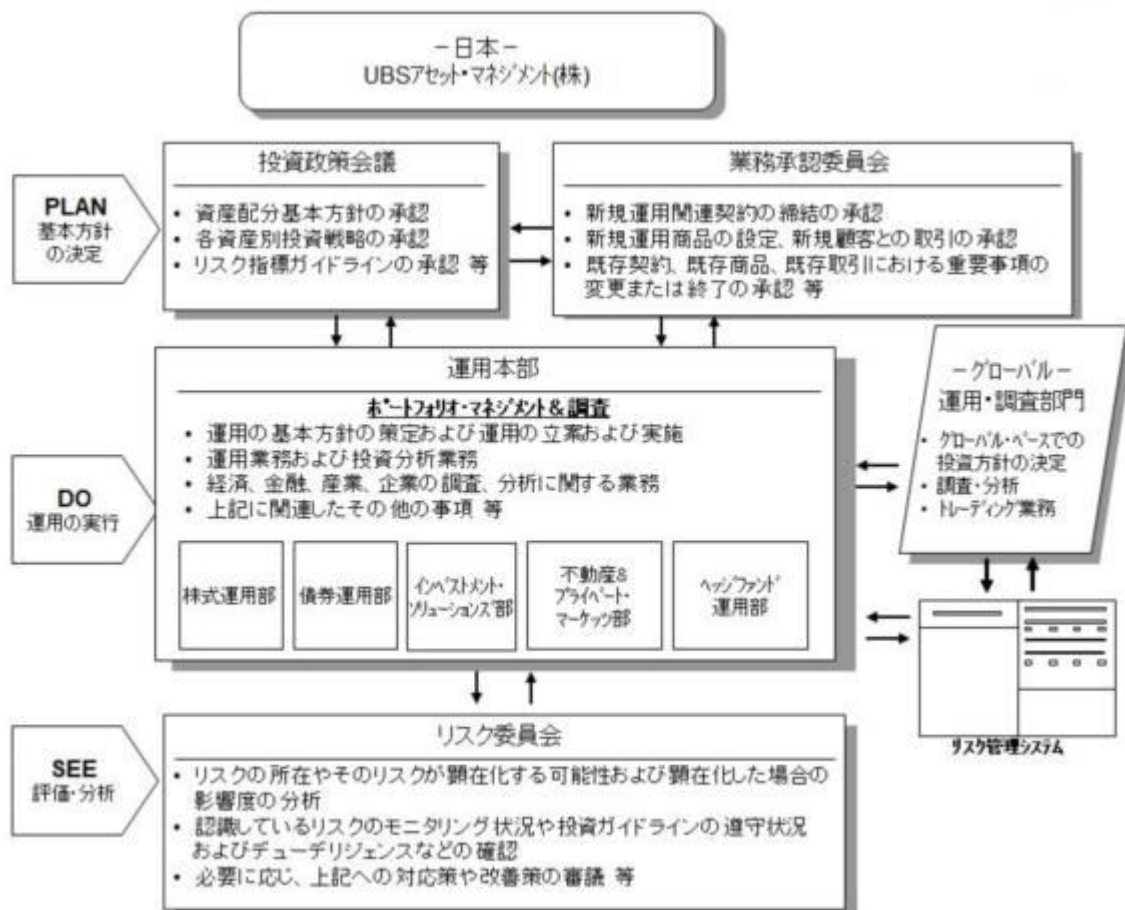 －日本－
UBSアセット･マネジメント(株)
PLAN
基本方針
の決定
投資政策会議
• 資産配分基本方針の承認
• 各資産別投資戦略の承認
• リスク指標ガイドラインの承認 等
業務承認委員会
• 新規運用関連契約の締結の承認
• 新規運用商品の設定、新規顧客との取引の承認
• 既存契約、既存商品、既存取引における重要事項の
変更または終了の承認 等
DO
運用の実行
運用本部
ポートフォリオ･マネジメント＆調査
• 運用の基本方針の策定および運用の立案および実施
• 運用業務および投資分析業務
• 経済、金融、産業、企業の調査、分析に関する業務
• 上記に関連したその他の事項 等
株式運用部
債券運用部
インベストメント･
ソリューションズ部
不動産＆
プライベート･
マーケッツ部
ヘッジファンド
運用部
－グローバル－
運用・調査部門
• グローバル･ベースでの
投資方針の決定
• 調査･分析
• トレーディング業務
リスク管理システム
SEE
評価･分析
リスク委員会
• リスクの所在やそのリスクが顕在化する可能性および顕在化した場合の
影響度の分析
• 認識しているリスクのモニタリング状況や投資ガイドラインの遵守状況
およびデューデリジェンスなどの確認
• 必要に応じ、上記への対応策や改善策の審議 等